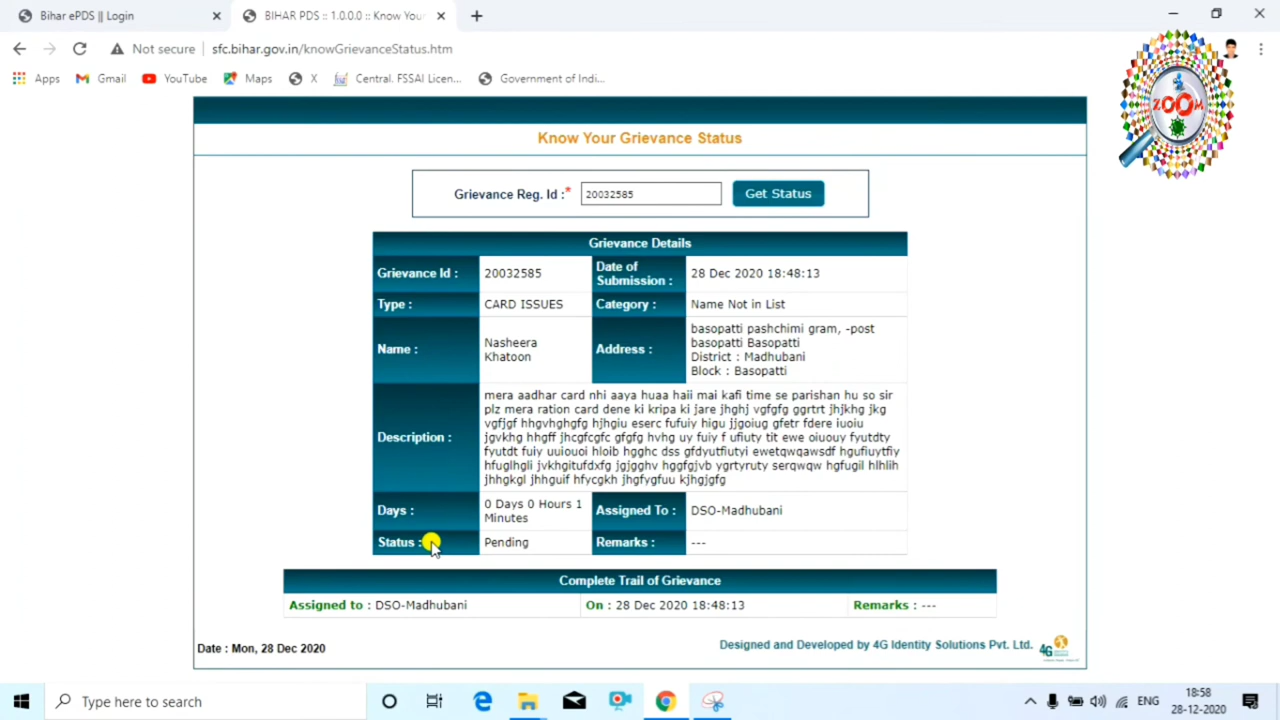 Bihar ePDS || Login
BIHAR PDS :: 1.0.0.0 :: Know You
Not secure
sfc.bihar.gov.in/knowGrievanceStatus.htm
Apps
Gmail
YouTube
Maps
X
Central. FSSAI Licen...
Government of Indi...
ZOOM
Know Your Grievance Status
Grievance Reg. Id :* 20032585 Get Status
Grievance Details
Grievance Id : 20032585 Date of Submission : 28 Dec 2020 18:48:13
Type : CARD ISSUES Category : Name Not in List
Name : Nasheera Khatoon
Address : basopatti pashchimi gram, -post
basopatti Basopatti
District : Madhubani
Block : Basopatti
Description :
mera aadhar card nhi aaya huaa haii mai kafi time se parishan hu so sir
plz mera ration card dene ki kripa ki jare jhghj vgfgfg ggrtrt jhjkhg jkg
vgfjgf hhgvhghgfg hjhgiu eserc fufuiy higu jjgoiug gfetr fdere iuoiu
jgvkhg hhgff jhcgfcgfc gfgfg hvhg uy fuiy f ufiuty tit ewe oiuouy fyutdty
fyutdt fuiy uuiouoi hloib hgghc dss gfdyutfiutyi ewetqwqawsdf hgufiuytfiy
hfuglhgli jvkhgitufdxfg jgjgghv hggfgjvb ygrtyruty serqwqw hgfugil hlhlih
jhhgkgl jhhguif hfycgkh jhgfygfuu kjhgjgfg
Days : 0 Days 0 Hours 1 Minutes Assigned To : DSO-Madhubani
Status : Pending Remarks : ---
Complete Trail of Grievance
Assigned to : DSO-Madhubani On : 28 Dec 2020 18:48:13 Remarks : ---
Date : Mon, 28 Dec 2020
Designed and Developed by 4G Identity Solutions Pvt. Ltd.
4G
Type here to search
ENG
18:58
28-12-2020